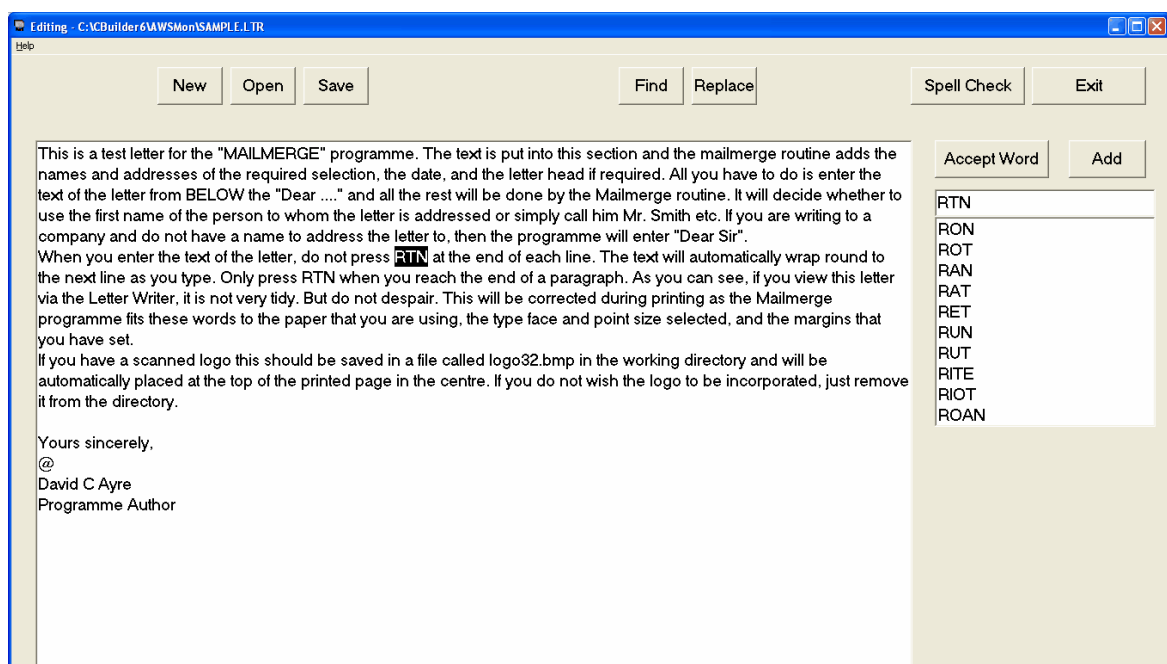 Editing - C:\CBuilder6\AWSMon\SAMPLE.LTR
Help
New Open Save Find Replace Spell Check Exit
This is a test letter for the "MAILMERGE" programme. The text is put into this section and the mailmerge routine adds the
names and addresses of the required selection, the date, and the letter head if required. All you have to do is enter the
text of the letter from BELOW the "Dear ...." and all the rest will be done by the Mailmerge routine. It will decide whether to
use the first name of the person to whom the letter is addressed or simply call him Mr. Smith etc. If you are writing to a
company and do not have a name to address the letter to, then the programme will enter "Dear Sir".
When you enter the text of the letter, do not press RTN at the end of each line. The text will automatically wrap round to
the next line as you type. Only press RTN when you reach the end of a paragraph. As you can see, if you view this letter
via the Letter Writer, it is not very tidy. But do not despair. This will be corrected during printing as the Mailmerge
programme fits these words to the paper that you are using, the type face and point size selected, and the margins that
you have set.
If you have a scanned logo this should be saved in a file called logo32.bmp in the working directory and will be
automatically placed at the top of the printed page in the centre. If you do not wish the logo to be incorporated, just remove
it from the directory.
Yours sincerely,
@
David C Ayre
Programme Author
Accept Word Add
RTN
RON
ROT
RAN
RAT
RET
RUN
RUT
RITE
RIOT
ROAN